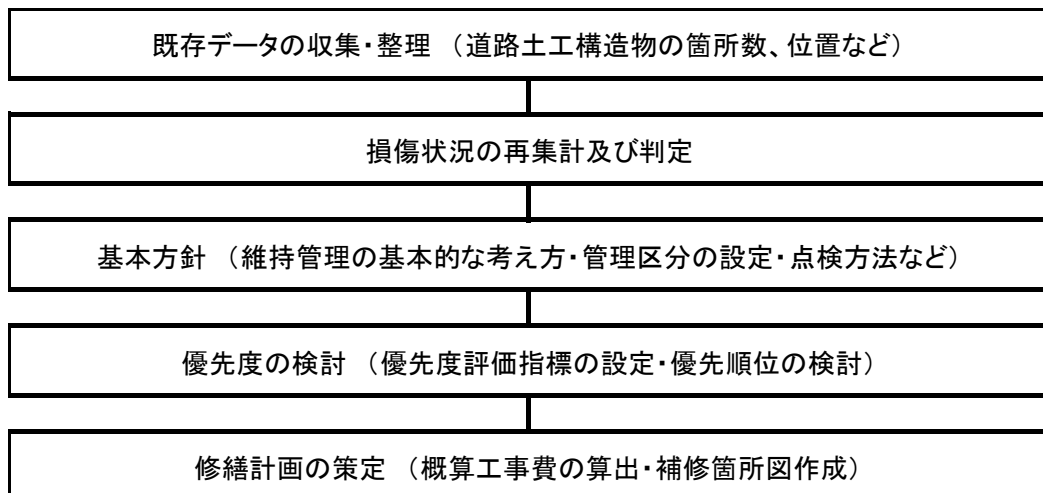 既存データの収集・整理 （道路土工構造物の箇所数、位置など）
損傷状況の再集計及び判定
基本方針 （維持管理の基本的な考え方・管理区分の設定・点検方法など）
優先度の検討 （優先度評価指標の設定・優先順位の検討）
修繕計画の策定 （概算工事費の算出・補修箇所図作成）